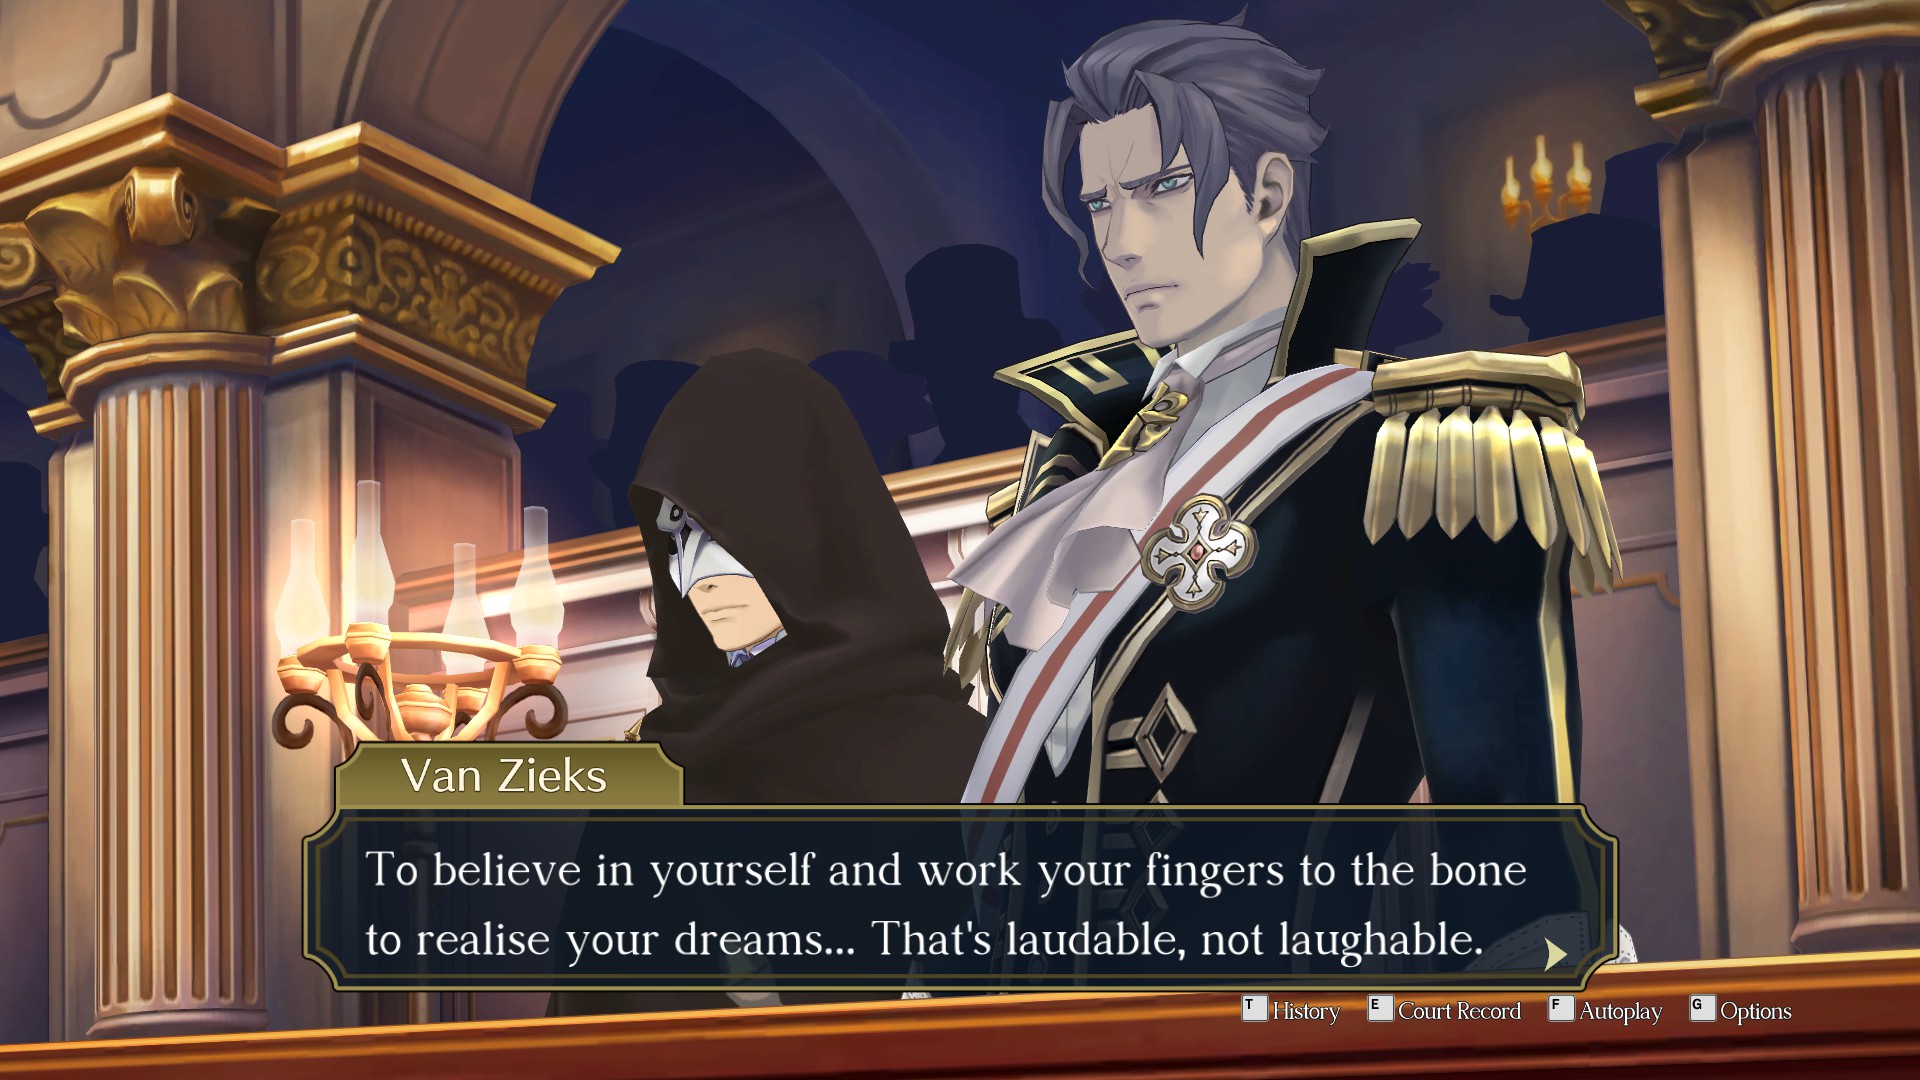 Van Zieks
To believe in yourself and work your fingers to the bone
to realise your dreams... That's laudable, not laughable.
T History E Court Record F Autoplay G Options